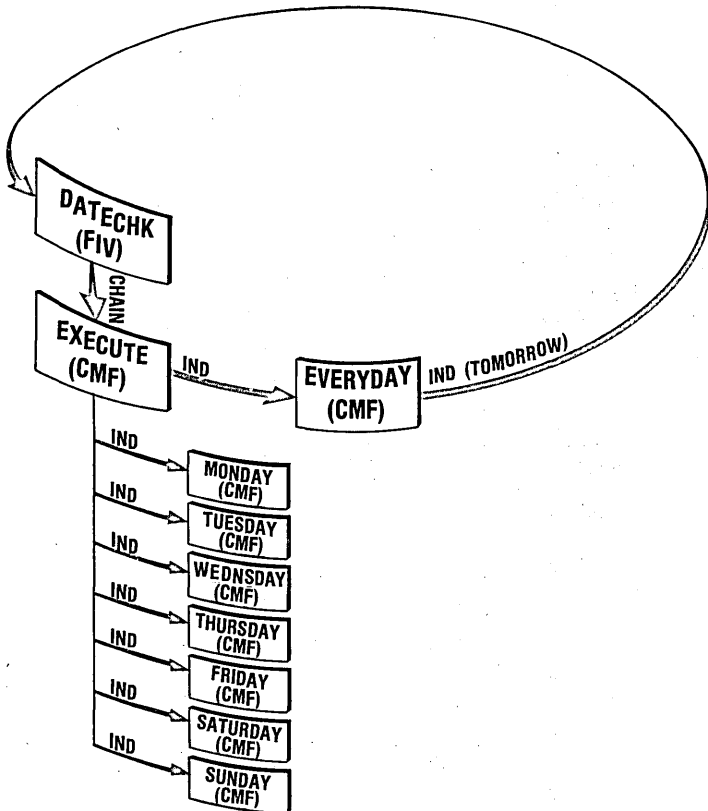 DATECHK
(FIV)
CHAIN
EXECUTE
(CMF)
IND
EVERYDAY
(CMF)
IND (TOMORROW)
IND
MONDAY
(CMF)
IND
TUESDAY
(CMF)
IND
WEDNSDAY
(CMF)
IND
THURSDAY
(CMF)
IND
FRIDAY
(CMF)
IND
SATURDAY
(CMF)
IND
SUNDAY
(CMF)